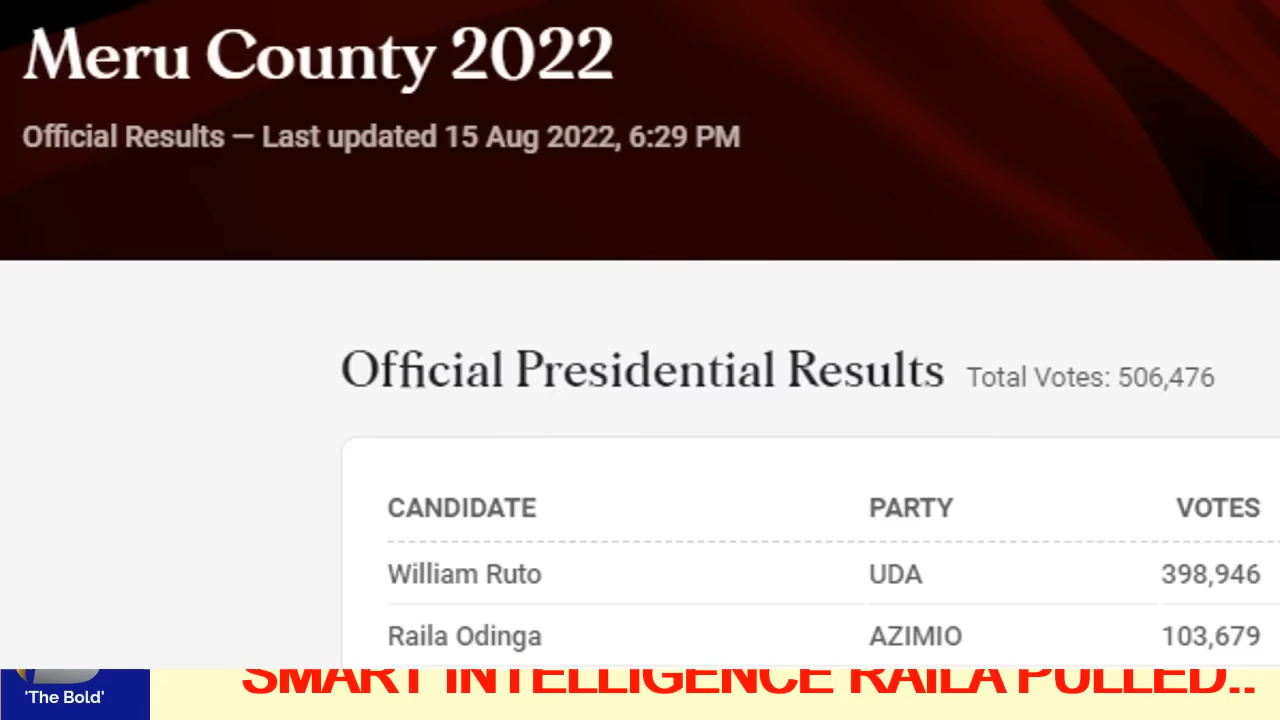 Meru County 2022
Official Results — Last updated 15 Aug 2022, 6:29 PM
Official Presidential Results Total Votes: 506,476
CANDIDATE PARTY VOTES
William Ruto UDA 398,946
Raila Odinga AZIMIO 103,679
'The Bold' SMART INTELLIGENCE RAILA PULLED..